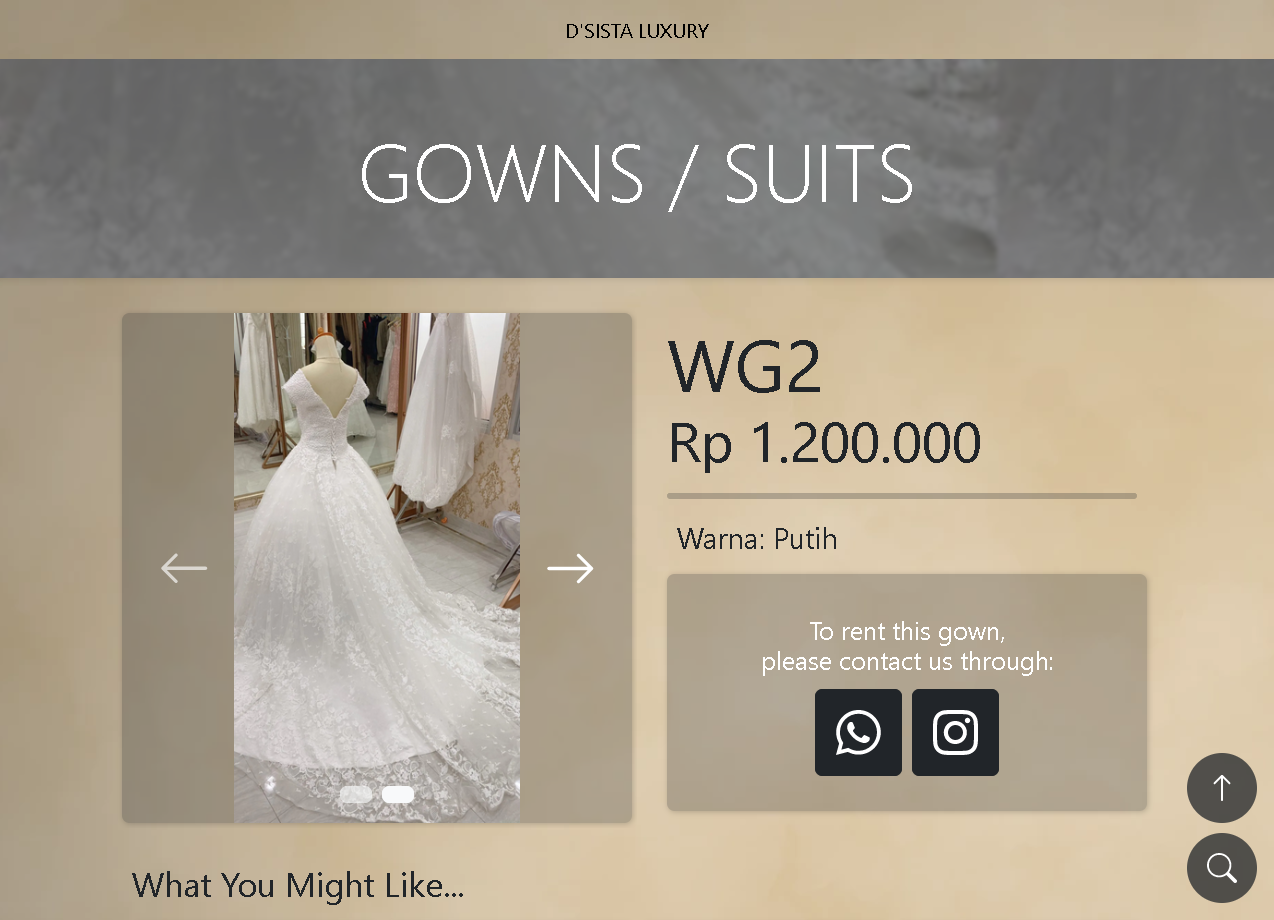 D'SISTA LUXURY
GOWNS / SUITS
WG2
Rp 1.200.000
Warna: Putih
To rent this gown,
please contact us through:
What You Might Like...